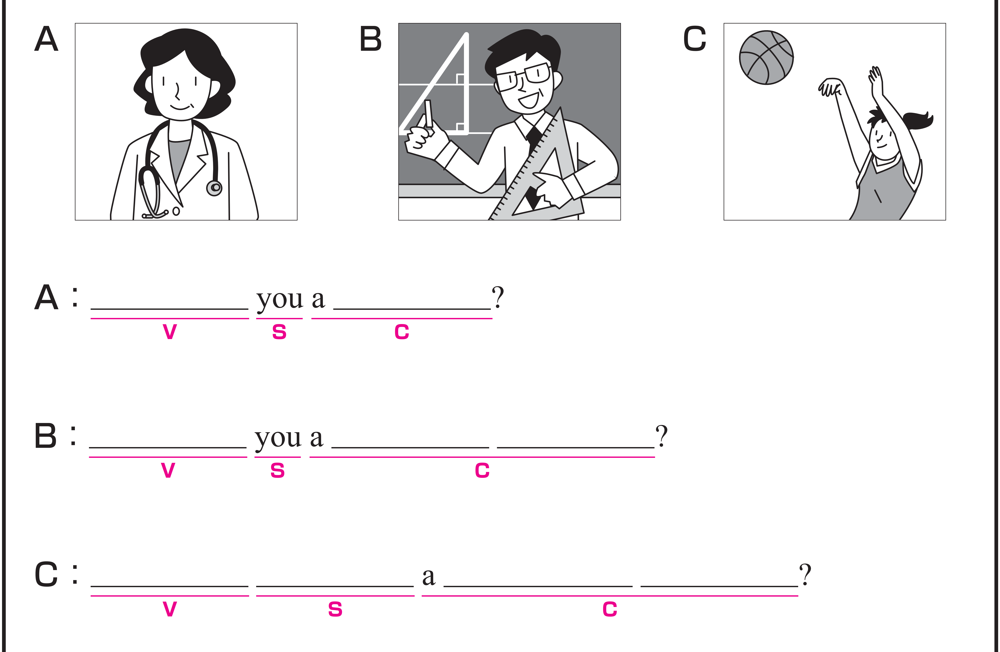 A B C
A : you a ?
V S C
B : you a ?
V S C
C : a ?
V S C